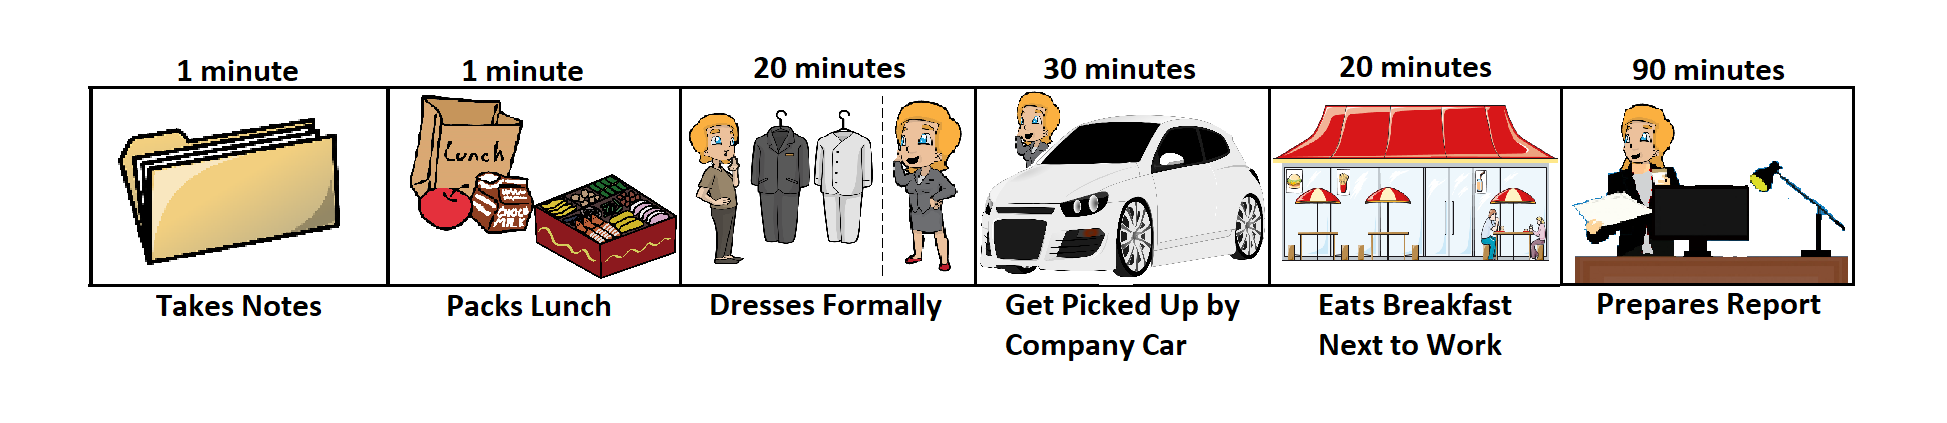 1 minute
1 minute
20 minutes
30 minutes
20 minutes
90 minutes
Lunch
CHOCO
MILK
Takes Notes
Packs Lunch
Dresses Formally
Get Picked Up by
Company Car
Eats Breakfast
Next to Work
Prepares Report